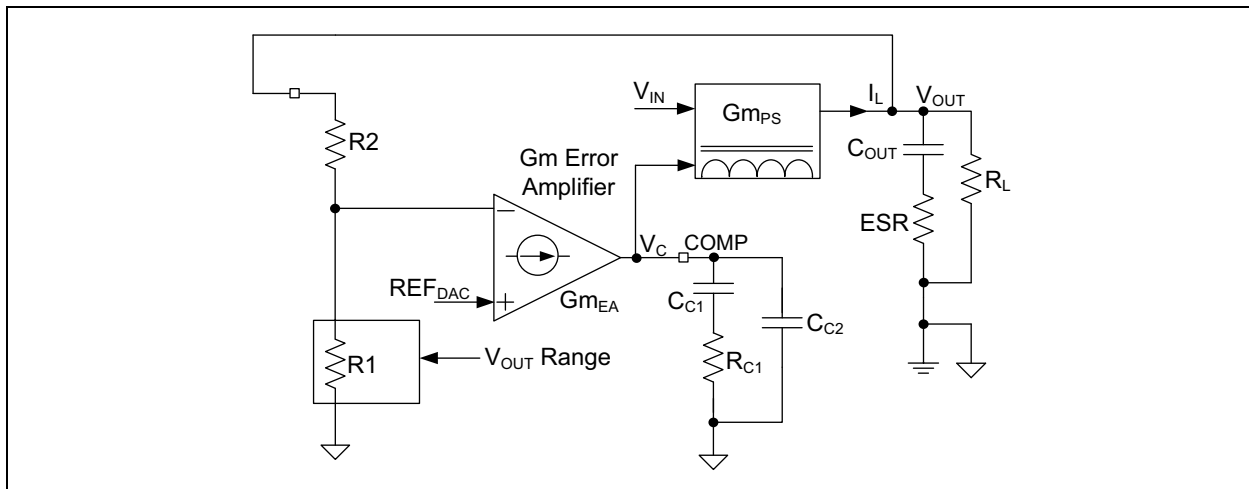 V_IN
Gm_PS
I_L
V_OUT
R2
Gm Error
Amplifier
C_OUT
R_L
ESR
V_C
COMP
REF_DAC
Gm_EA
C_C1
C_C2
R1
V_OUT Range
R_C1